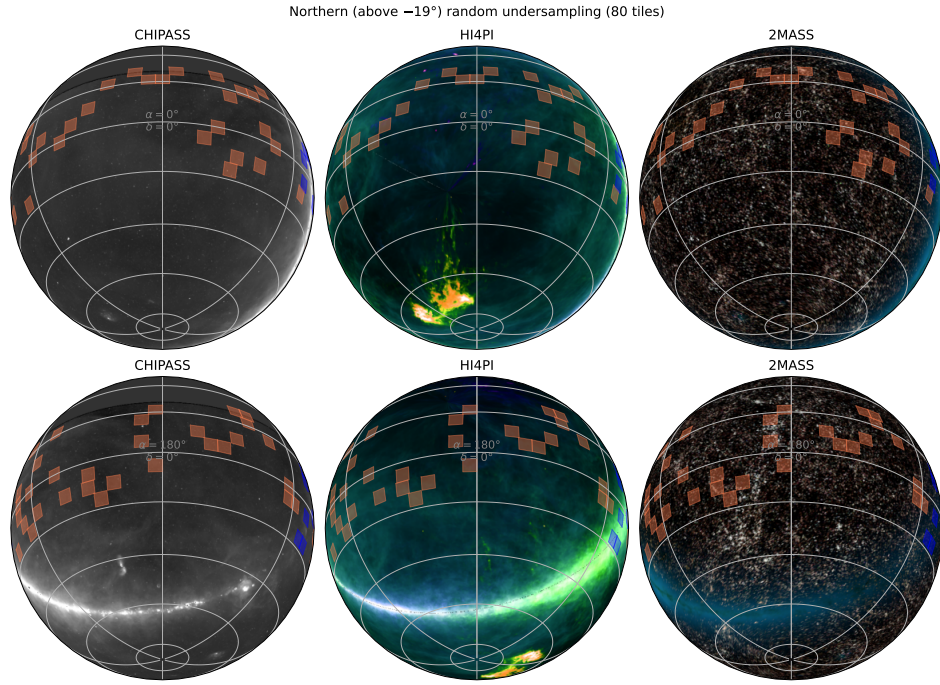 Northern (above −19°) random undersampling (80 tiles)
CHIPASS HI4PI 2MASS
α = 0° α = 0° α = 0°
δ = 0° δ = 0° δ = 0°
CHIPASS HI4PI 2MASS
α = 180° α = 180° α = 180°
δ = 0° δ = 0° δ = 0°